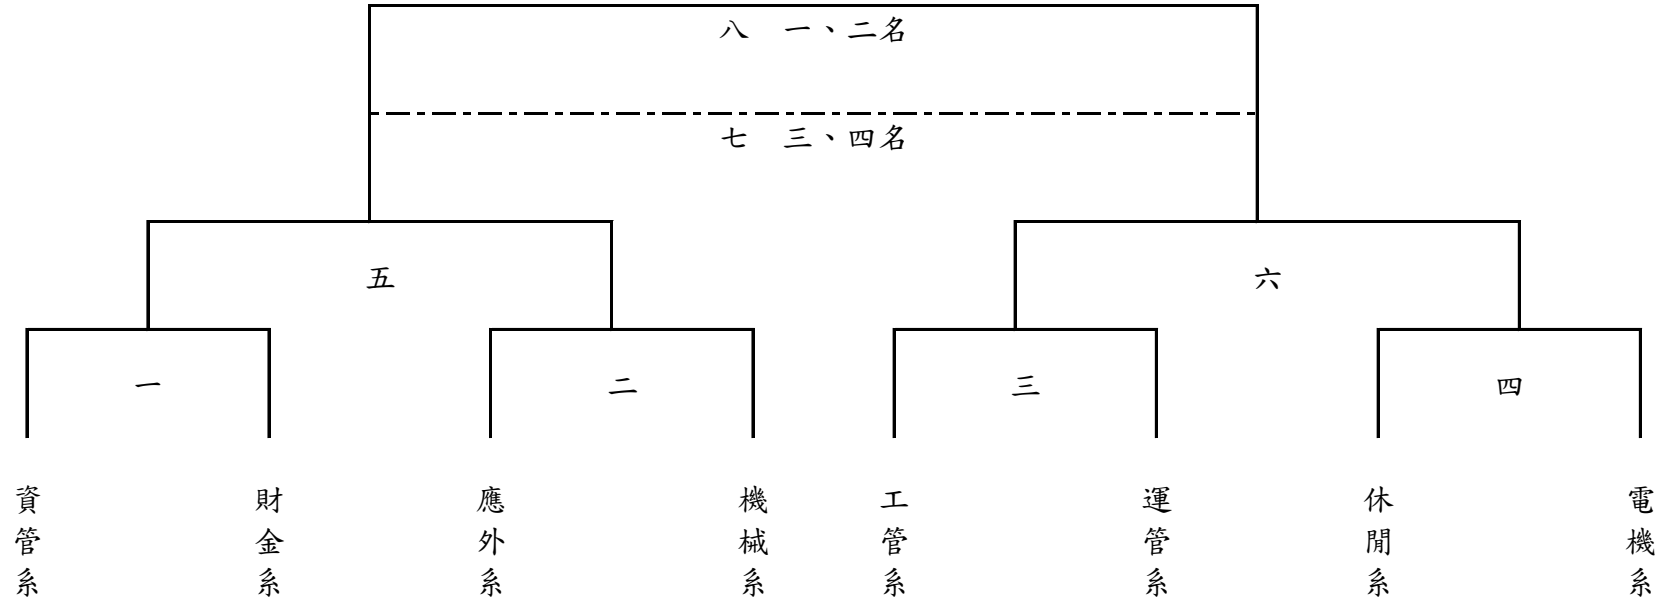 八　一、二名
七　三、四名
五
六
一
二
三
四
資管系
財金系
應外系
機械系
工管系
運管系
休閒系
電機系